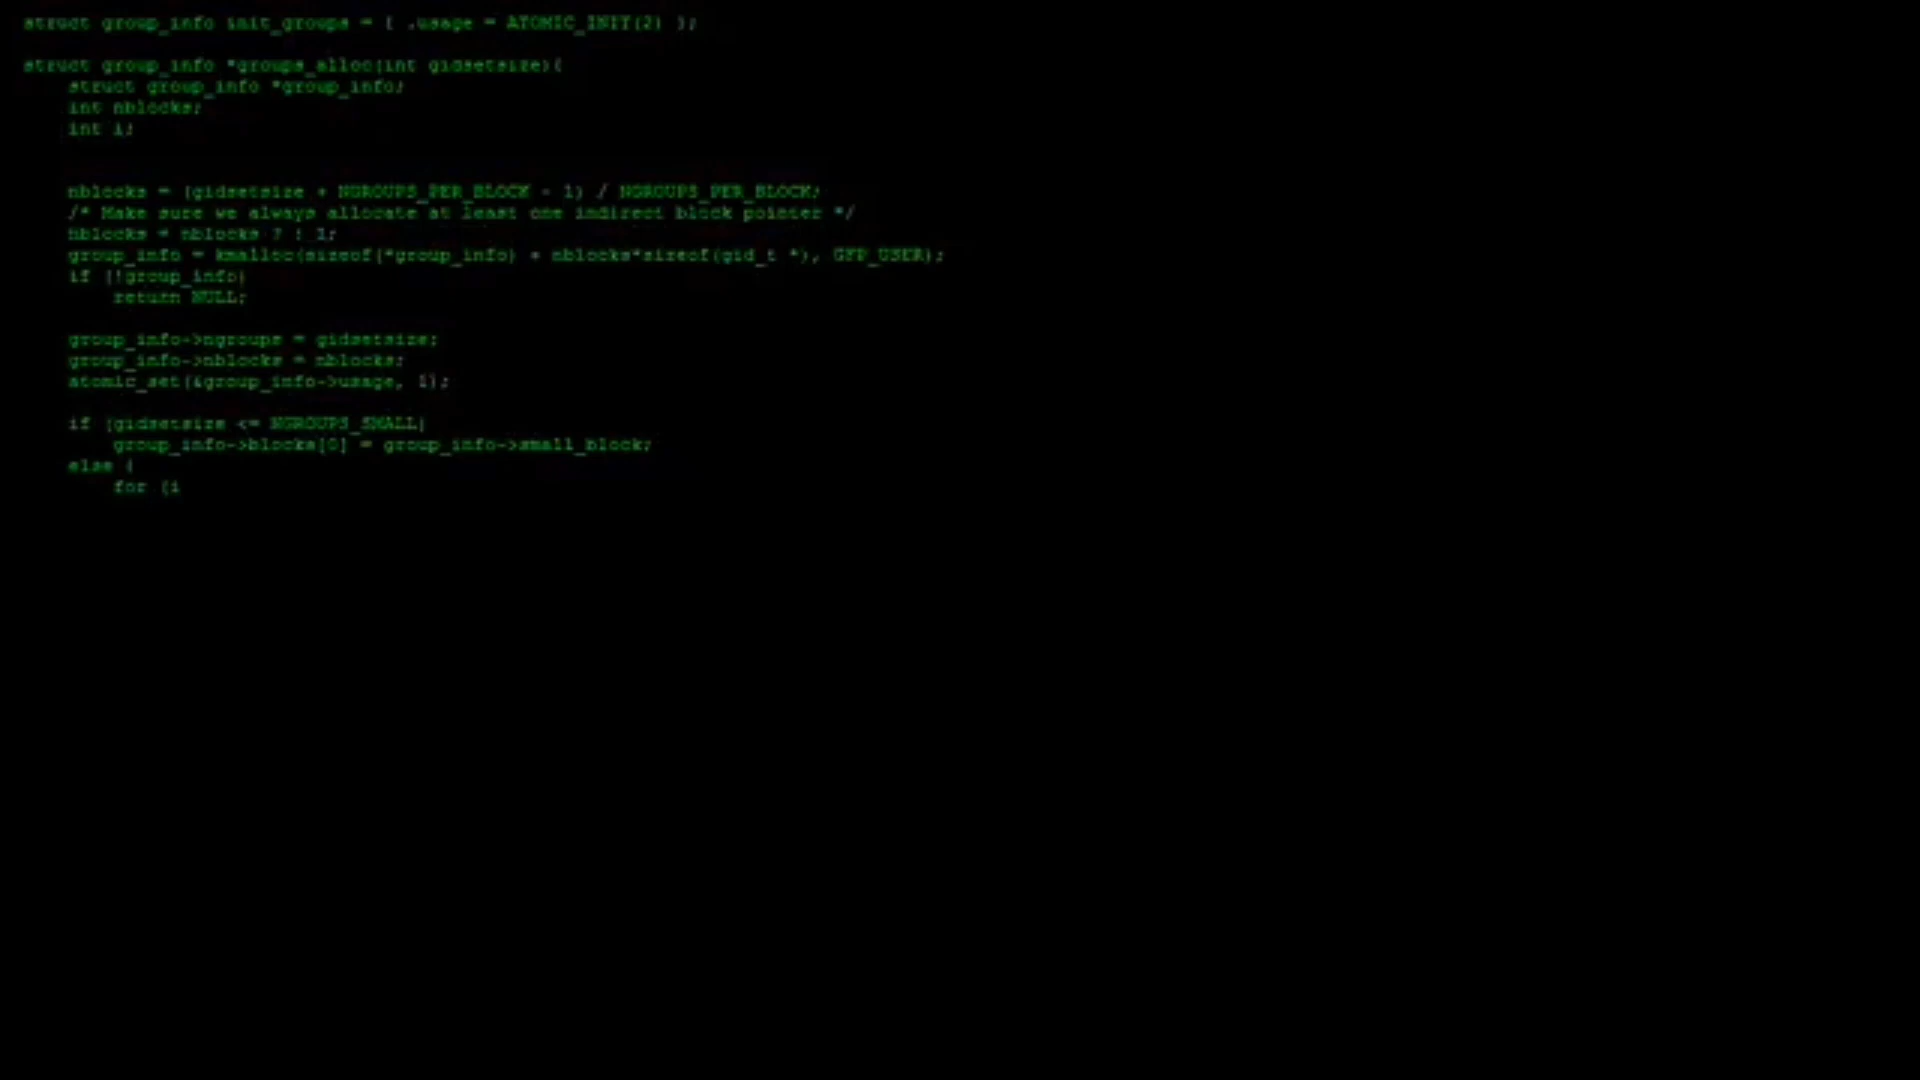 struct group_info init_groups = { .usage = ATOMIC_INIT(2) };
struct group_info *groups_alloc(int gidsetsize){
struct group_info *group_info;
int nblocks;
int i;
nblocks = (gidsetsize + NGROUPS_PER_BLOCK - 1) / NGROUPS_PER_BLOCK;
/* Make sure we always allocate at least one indirect block pointer */
nblocks = nblocks ? : 1;
group_info = kmalloc(sizeof(*group_info) + nblocks*sizeof(gid_t *), GFP_USER);
if (!group_info)
return NULL;
group_info->ngroups = gidsetsize;
group_info->nblocks = nblocks;
atomic_set(&group_info->usage, 1);
if (gidsetsize <= NGROUPS_SMALL)
group_info->blocks[0] = group_info->small_block;
else {
for (i